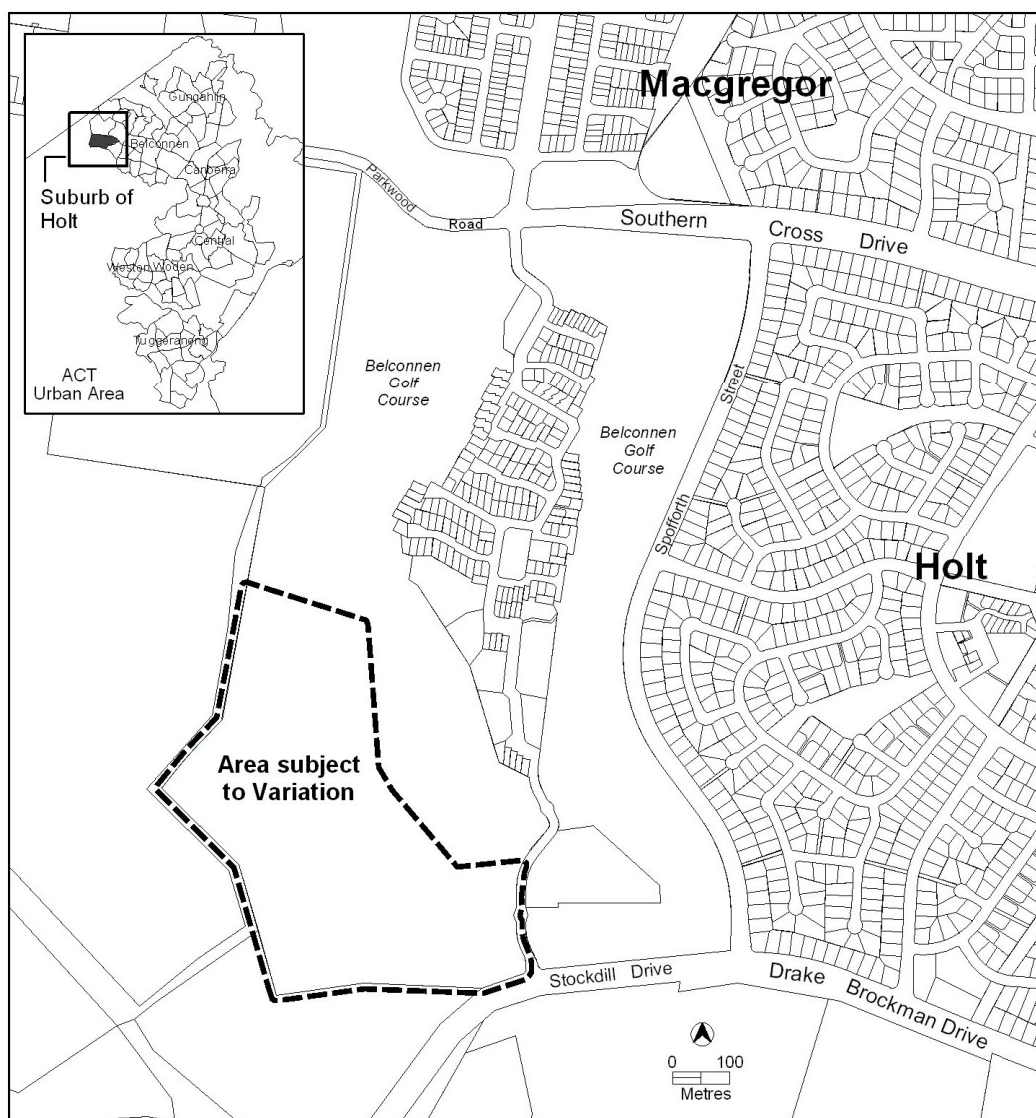 Gungahlin
Belconnen
Canberra
Central
Weston
Woden
Tuggeranong
Suburb of
Holt
ACT
Urban Area
Macgregor
Parkwood
Road
Southern
Cross
Drive
Belconnen
Golf
Course
Belconnen
Golf
Course
Spofforth
Street
Holt
Area subject
to Variation
Stockdill Drive
Drake
Brockman
Drive
0 100
Metres